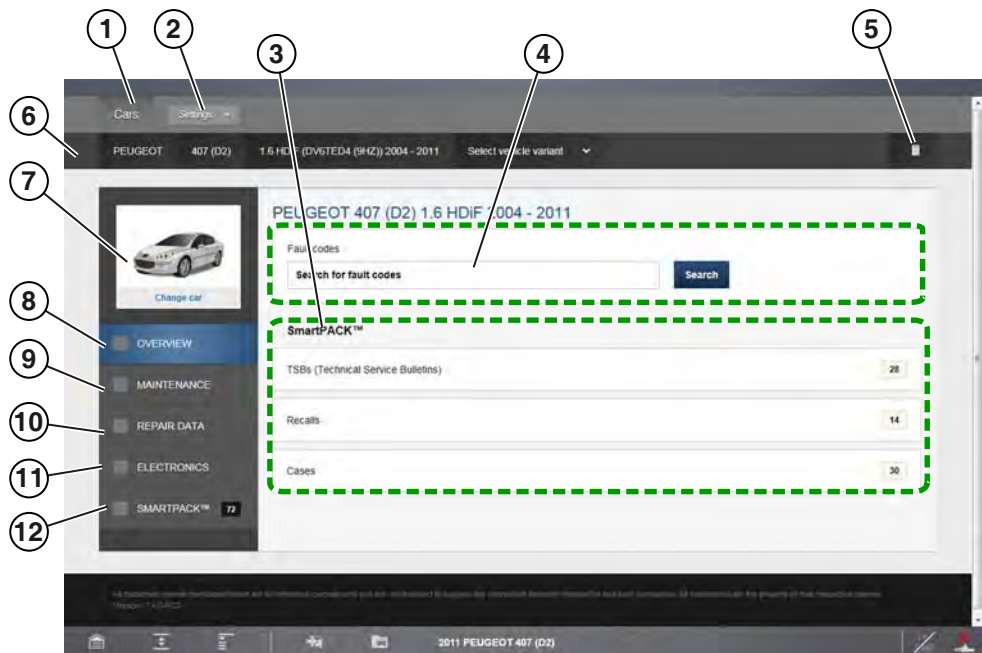 1
2
3
4
5
6
7
8
9
10
11
12
Cars
Settings
PEUGEOT 407 (D2) 1.6 HDiF (DV6TED4 (9HZ)) 2004 - 2011 Select vehicle variant
PEUGEOT 407 (D2) 1.6 HDiF 2004 - 2011
Fault codes
Search for fault codes
Search
Change car
SmartPACK™
OVERVIEW
TSBs (Technical Service Bulletins) 28
MAINTENANCE
Recalls 14
REPAIR DATA
ELECTRONICS
Cases 30
SMARTPACK™ 72
2011 PEUGEOT 407 (D2)